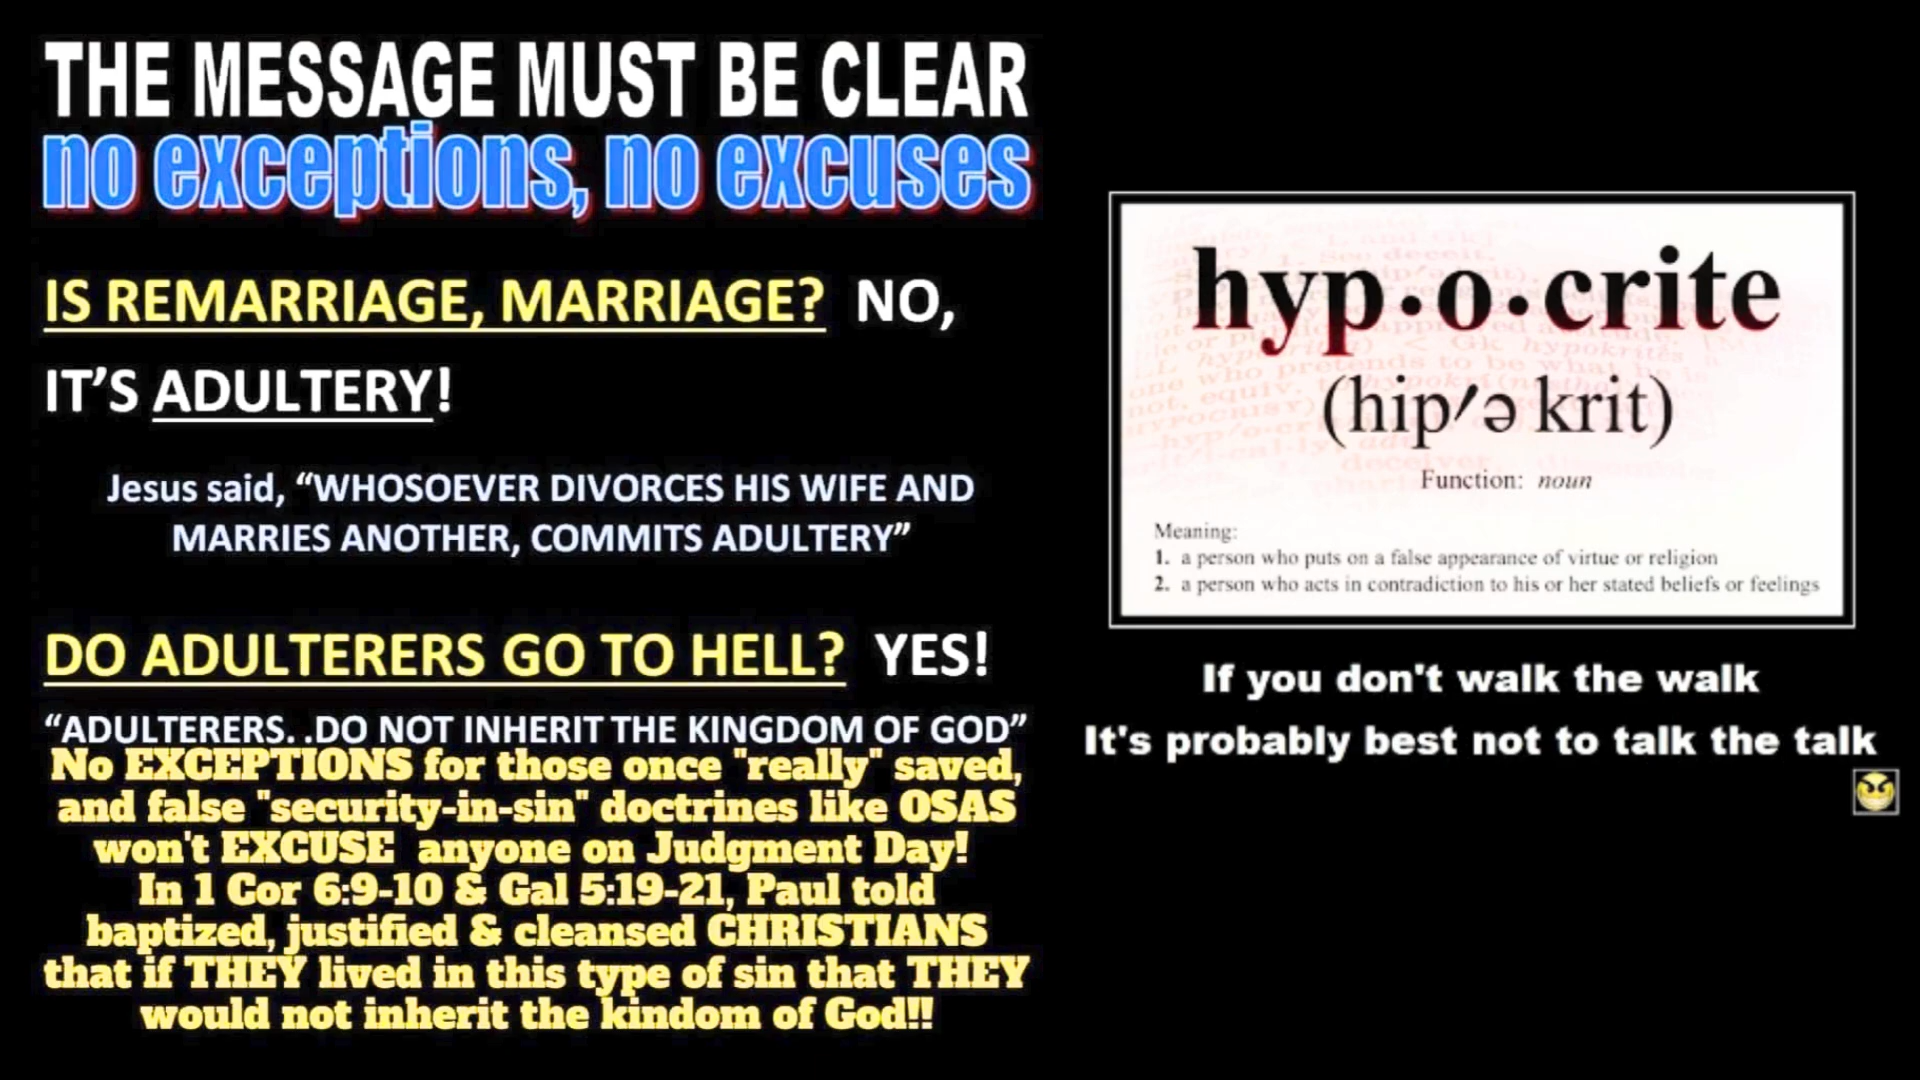 THE MESSAGE MUST BE CLEAR
no exceptions, no excuses
IS REMARRIAGE, MARRIAGE? NO,
IT'S ADULTERY!
Jesus said, “WHOSOEVER DIVORCES HIS WIFE AND
MARRIES ANOTHER, COMMITS ADULTERY”
DO ADULTERERS GO TO HELL? YES!
“ADULTERERS. .DO NOT INHERIT THE KINGDOM OF GOD”
No EXCEPTIONS for those once "really" saved,
and false "security-in-sin" doctrines like OSAS
won't EXCUSE anyone on Judgment Day!
In 1 Cor 6:9-10 & Gal 5:19-21, Paul told
baptized, justified & cleansed CHRISTIANS
that if THEY lived in this type of sin that THEY
would not inherit the kindom of God!!
hyp·o·crite
(hip′ə krit)
Function: noun
Meaning:
1. a person who puts on a false appearance of virtue or religion
2. a person who acts in contradiction to his or her stated beliefs or feelings
If you don't walk the walk
It's probably best not to talk the talk